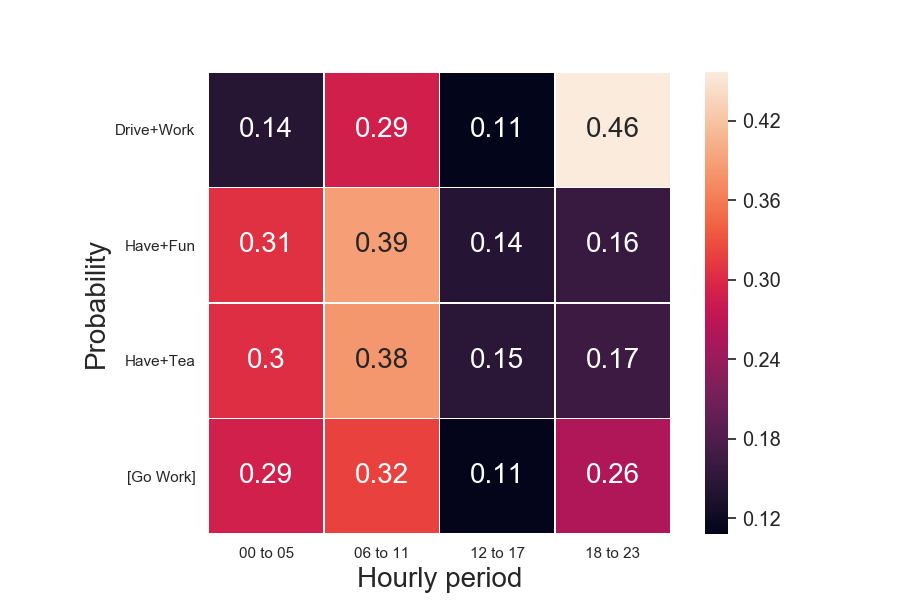 Drive+Work 0.14 0.29 0.11 0.46
Have+Fun 0.31 0.39 0.14 0.16
Have+Tea 0.3 0.38 0.15 0.17
[Go Work] 0.29 0.32 0.11 0.26
00 to 05 06 to 11 12 to 17 18 to 23
Hourly period
Probability
0.42
0.36
0.30
0.24
0.18
0.12